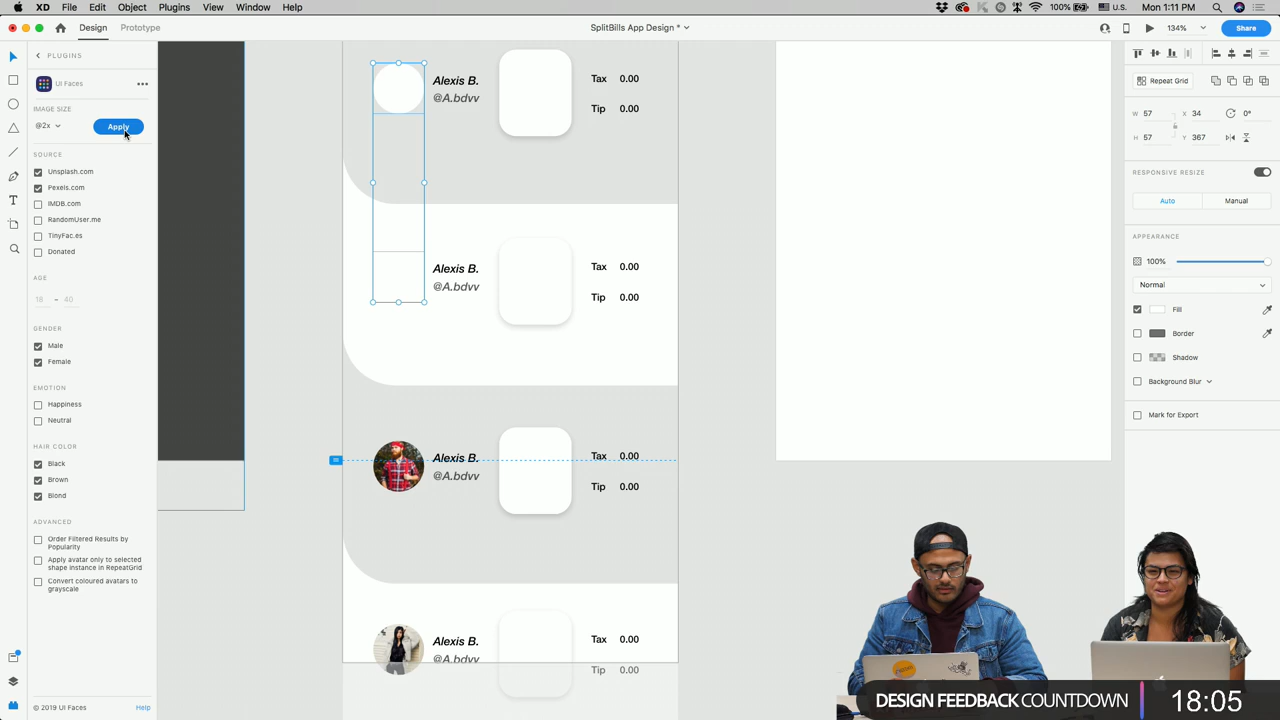 XD File Edit Object Plugins View Window Help
100%
U.S.
Mon 1:11 PM
Design Prototype
SplitBills App Design *
134%
Share
PLUGINS
UI Faces
IMAGE SIZE
@2x
Apply
SOURCE
Unsplash.com
Pexels.com
IMDB.com
RandomUser.me
TinyFac.es
Donated
AGE
18 – 40
GENDER
Male
Female
EMOTION
Happiness
Neutral
HAIR COLOR
Black
Brown
Blond
ADVANCED
Order Filtered Results by
Popularity
Apply avatar only to selected
shape instance in RepeatGrid
Convert coloured avatars to
grayscale
© 2019 UI Faces
Help
Alexis B.
@A.bdvv
Tax 0.00
Tip 0.00
Alexis B.
@A.bdvv
Tax 0.00
Tip 0.00
Alexis B.
@A.bdvv
Tax 0.00
Tip 0.00
Alexis B.
@A.bdvv
Tax 0.00
Tip 0.00
Repeat Grid
W 57 X 34 0°
H 57 Y 367
RESPONSIVE RESIZE
Auto Manual
APPEARANCE
100%
Normal
Fill
Border
Shadow
Background Blur
Mark for Export
DESIGN FEEDBACK COUNTDOWN 18:05